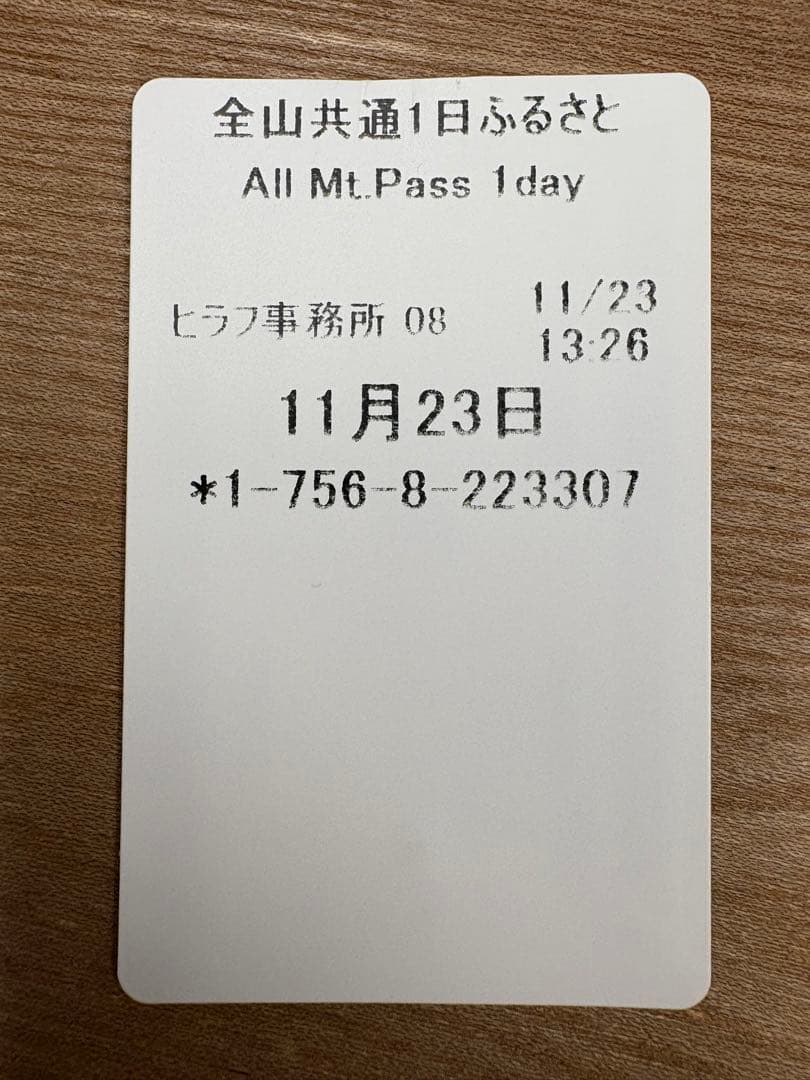 全山共通1日ふるさと
All Mt.Pass 1day
ヒラフ事務所 08 11/23
13:26
11月23日
*1-756-8-223307